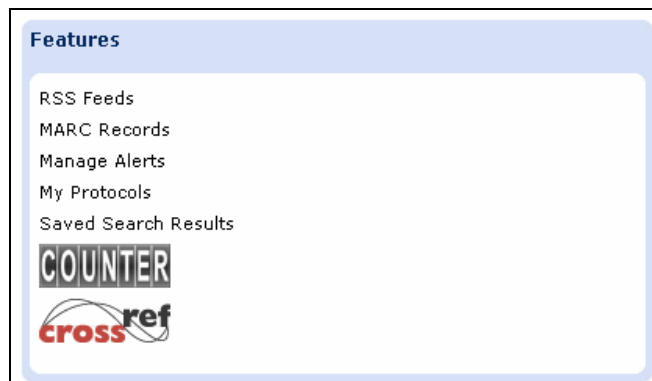 Features
RSS Feeds
MARC Records
Manage Alerts
My Protocols
Saved Search Results
COUNTER
crossref